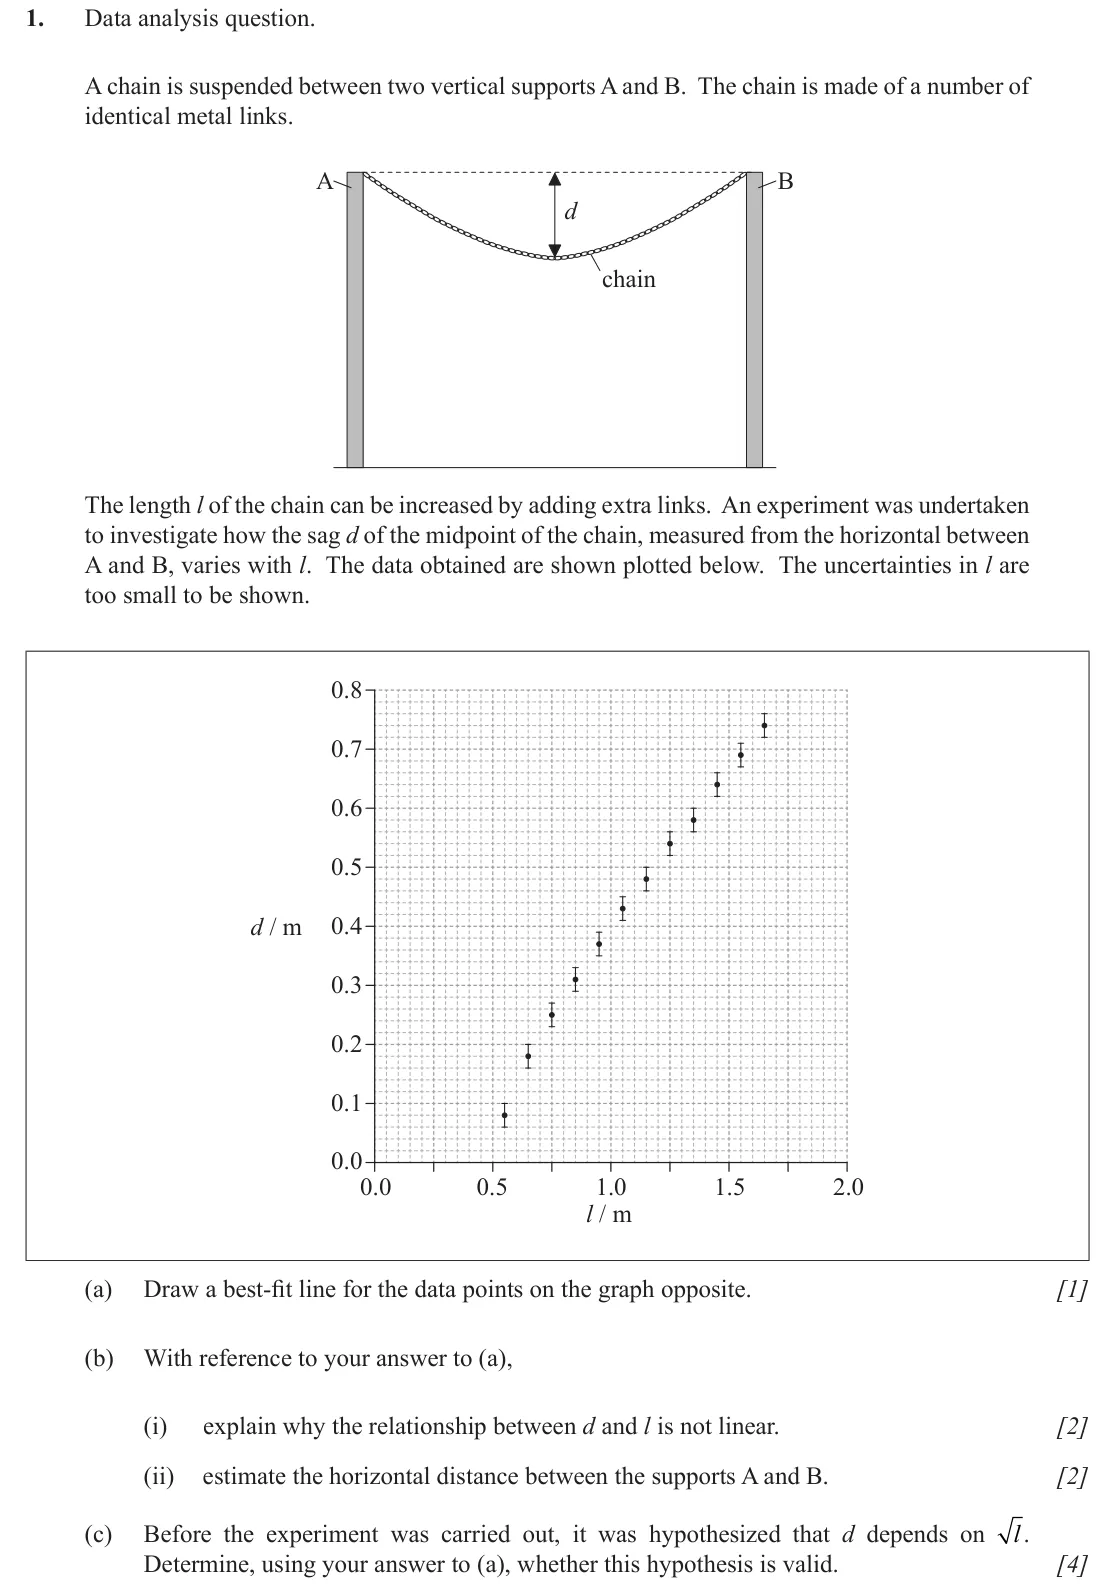 1. Data analysis question.
A chain is suspended between two vertical supports A and B. The chain is made of a number of
identical metal links.
A
B
d
chain
The length l of the chain can be increased by adding extra links. An experiment was undertaken
to investigate how the sag d of the midpoint of the chain, measured from the horizontal between
A and B, varies with l. The data obtained are shown plotted below. The uncertainties in l are
too small to be shown.
0.8
0.7
0.6
0.5
d / m 0.4
0.3
0.2
0.1
0.0
0.0 0.5 1.0 1.5 2.0
l / m
(a) Draw a best-fit line for the data points on the graph opposite. [1]
(b) With reference to your answer to (a),
(i) explain why the relationship between d and l is not linear. [2]
(ii) estimate the horizontal distance between the supports A and B. [2]
(c) Before the experiment was carried out, it was hypothesized that d depends on √l.
Determine, using your answer to (a), whether this hypothesis is valid. [4]